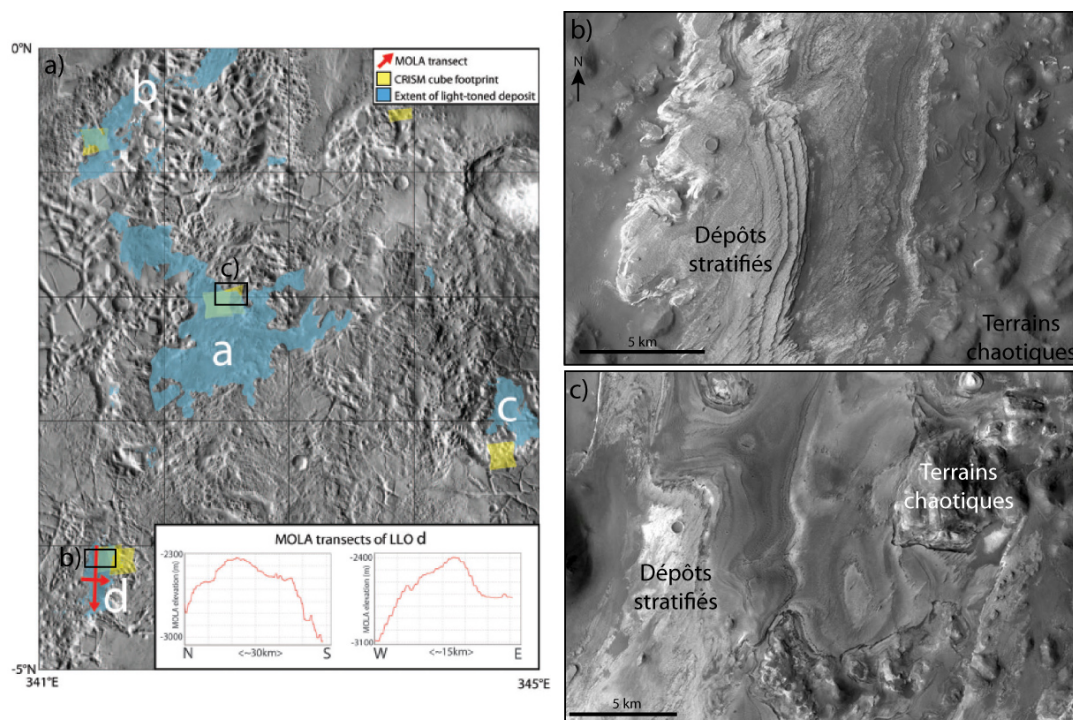 0°N
a)
MOLA transect
CRISM cube footprint
Extent of light-toned deposit
b
c)
a
c
b)
d
MOLA transects of LLO d
-2300
MOLA elevation (m)
-3000
N
<~30km>
S
-2400
MOLA elevation (m)
-3100
W
<~15km>
E
-5°N
341°E
345°E
b)
N
Dépôts
stratifiés
Terrains
chaotiques
5 km
c)
Terrains
chaotiques
Dépôts
stratifiés
5 km